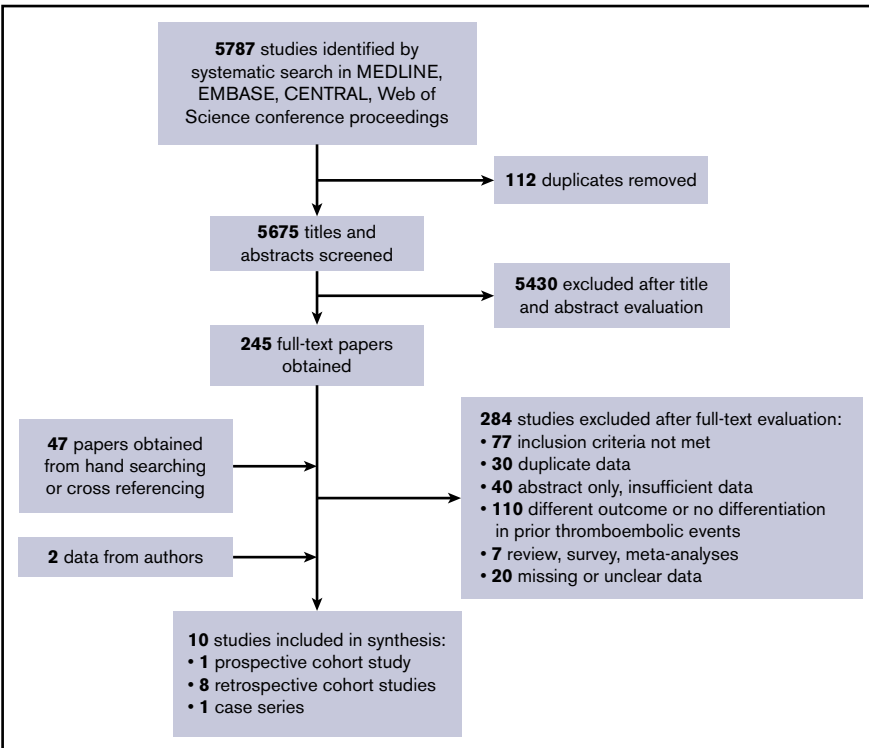 5787 studies identified by
systematic search in MEDLINE,
EMBASE, CENTRAL, Web of
Science conference proceedings
112 duplicates removed
5675 titles and
abstracts screened
5430 excluded after title
and abstract evaluation
245 full-text papers
obtained
47 papers obtained
from hand searching
or cross referencing
284 studies excluded after full-text evaluation:
• 77 inclusion criteria not met
• 30 duplicate data
• 40 abstract only, insufficient data
• 110 different outcome or no differentiation
in prior thromboembolic events
• 7 review, survey, meta-analyses
• 20 missing or unclear data
2 data from authors
10 studies included in synthesis:
• 1 prospective cohort study
• 8 retrospective cohort studies
• 1 case series